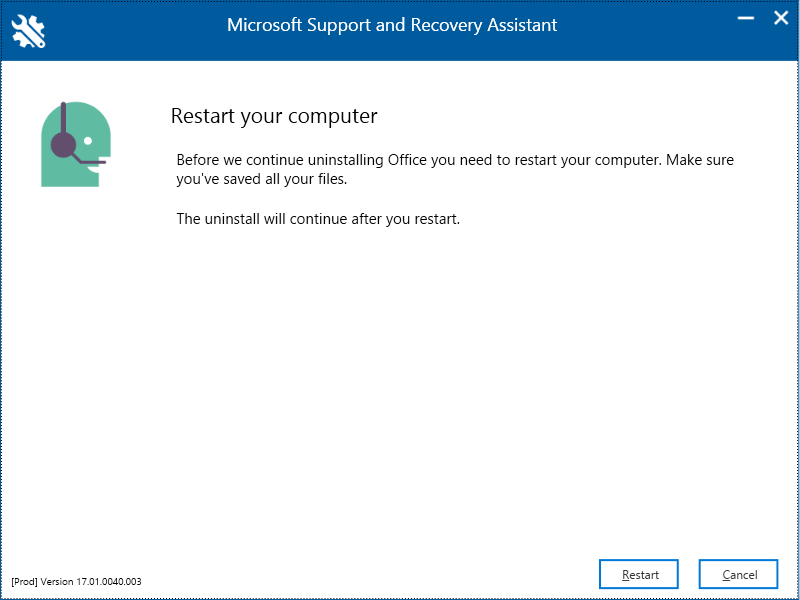 Microsoft Support and Recovery Assistant
Restart your computer
Before we continue uninstalling Office you need to restart your computer. Make sure
you've saved all your files.
The uninstall will continue after you restart.
[Prod] Version 17.01.0040.003
Restart
Cancel